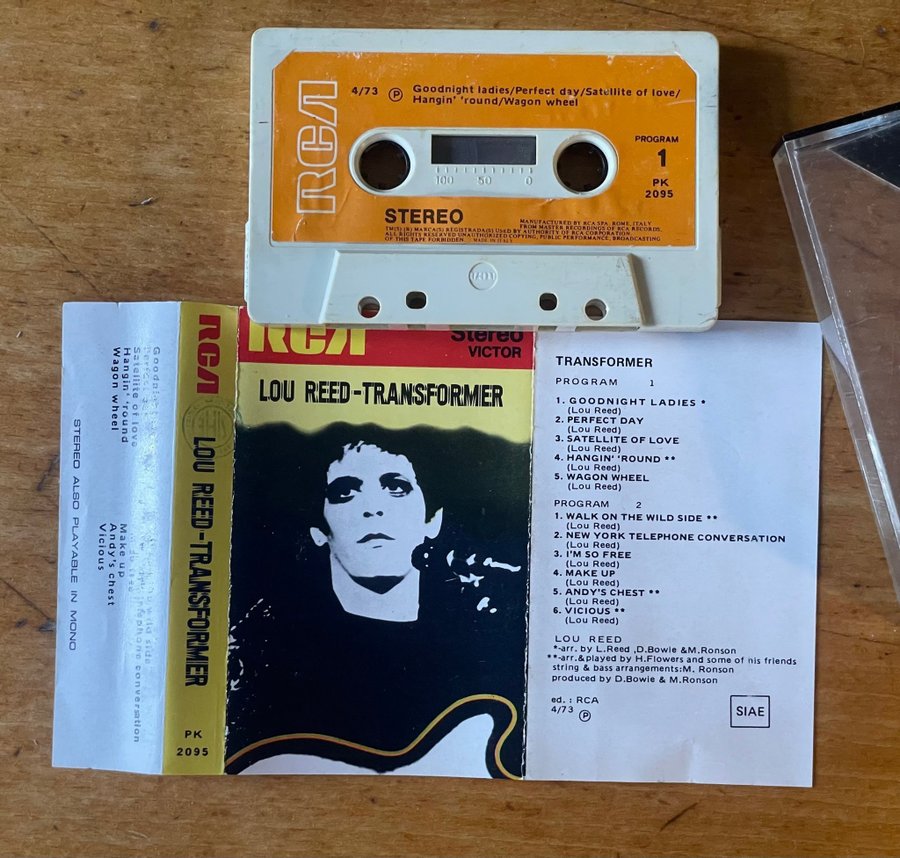 RCA
4/73 Ⓟ Goodnight ladies/Perfect day/Satellite of love/
Hangin' 'round/Wagon wheel
PROGRAM
1
PK
2095
100 50 0
STEREO
MANUFACTURED BY RCA SPA: ROME, ITALY
FROM MASTER RECORDINGS OF RCA RECORDS.
TM(S) (R) MARCA(S) REGISTRADA(S) USED BY AUTHORITY OF RCA CORPORATION
ALL RIGHTS RESERVED UNAUTHORIZED COPYING, PUBLIC PERFORMANCE, BROADCASTING
OF THIS TAPE FORBIDDEN MADE IN ITALY
Satellite of love
Hangin' 'round
Wagon wheel
Make up
Andy's chest
Vicious
STEREO ALSO PLAYABLE IN MONO
RCA
LOU REED-TRANSFORMER
PK
2095
RCA
Stereo
VICTOR
LOU REED-TRANSFORMER
TRANSFORMER
PROGRAM 1
1. GOODNIGHT LADIES *
(Lou Reed)
2. PERFECT DAY
(Lou Reed)
3. SATELLITE OF LOVE
(Lou Reed)
4. HANGIN' 'ROUND **
(Lou Reed)
5. WAGON WHEEL
(Lou Reed)
PROGRAM 2
1. WALK ON THE WILD SIDE **
(Lou Reed)
2. NEW YORK TELEPHONE CONVERSATION
(Lou Reed)
3. I'M SO FREE
(Lou Reed)
4. MAKE UP
(Lou Reed)
5. ANDY'S CHEST **
(Lou Reed)
6. VICIOUS **
(Lou Reed)
LOU REED
*-arr. by L.Reed ,D.Bowie &M.Ronson
**-arr.&played by H.Flowers and some of his friends
string & bass arrangements:M. Ronson
produced by D.Bowie & M.Ronson
ed. : RCA
4/73 Ⓟ
SIAE